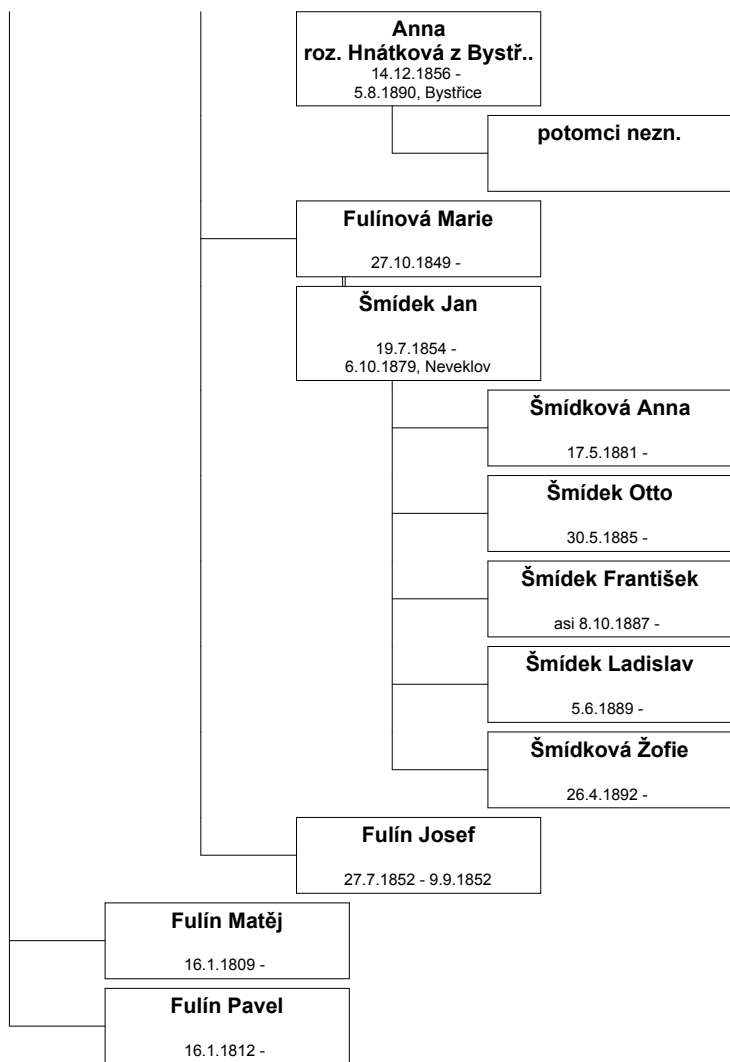 Anna
roz. Hnátková z Bystř..
14.12.1856 -
5.8.1890, Bystřice
potomci nezn.
Fulínová Marie
27.10.1849 -
Šmídek Jan
19.7.1854 -
6.10.1879, Neveklov
Šmídková Anna
17.5.1881 -
Šmídek Otto
30.5.1885 -
Šmídek František
asi 8.10.1887 -
Šmídek Ladislav
5.6.1889 -
Šmídková Žofie
26.4.1892 -
Fulín Josef
27.7.1852 - 9.9.1852
Fulín Matěj
16.1.1809 -
Fulín Pavel
16.1.1812 -